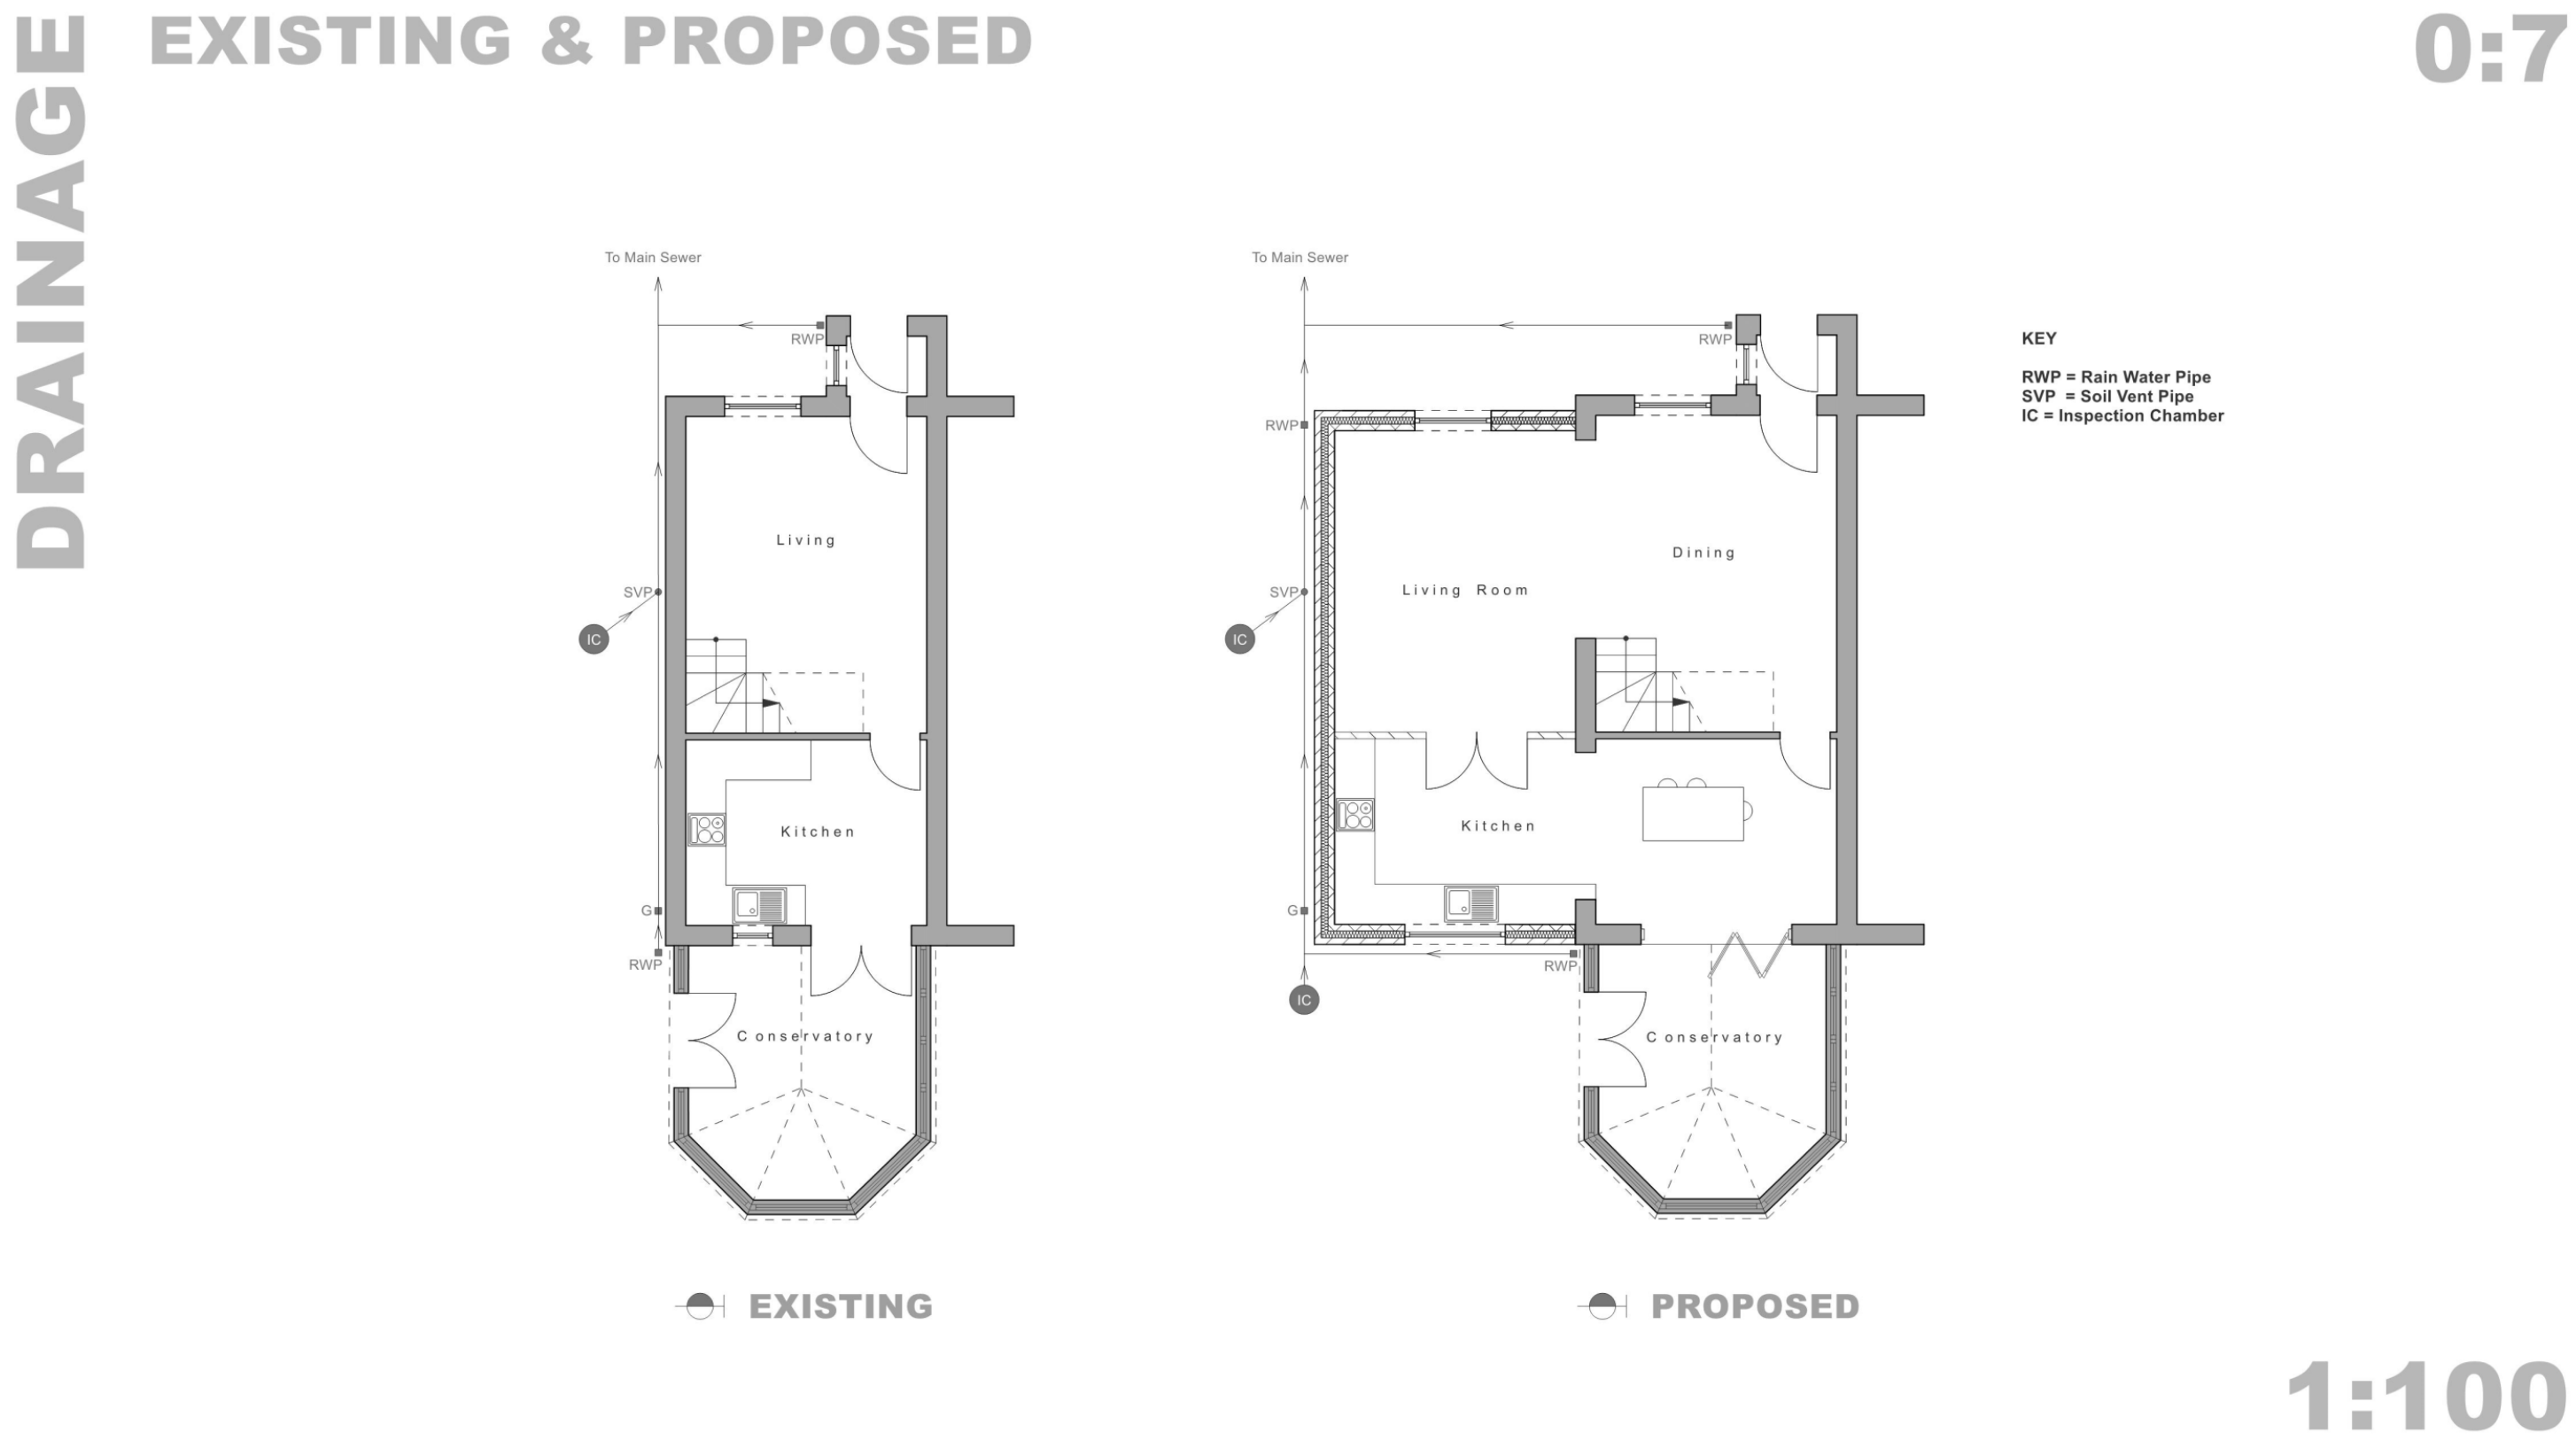 DRAINAGE
EXISTING & PROPOSED
0:7
To Main Sewer
RWP
Living
SVP
IC
Kitchen
G
RWP
Conservatory
EXISTING
To Main Sewer
RWP
RWP
Dining
Living Room
SVP
IC
Kitchen
G
RWP
IC
Conservatory
PROPOSED
KEY
RWP = Rain Water Pipe
SVP = Soil Vent Pipe
IC = Inspection Chamber
1:100